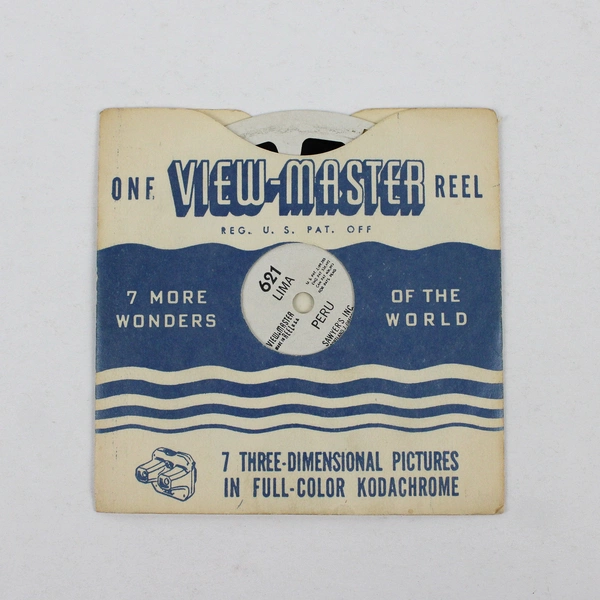 ONE VIEW-MASTER REEL
REG. U. S. PAT. OFF
7 MORE
WONDERS
OF THE
WORLD
621
LIMA
PERU
VIEW-MASTER
REEL
SAWYER'S INC.
7 THREE-DIMENSIONAL PICTURES
IN FULL-COLOR KODACHROME